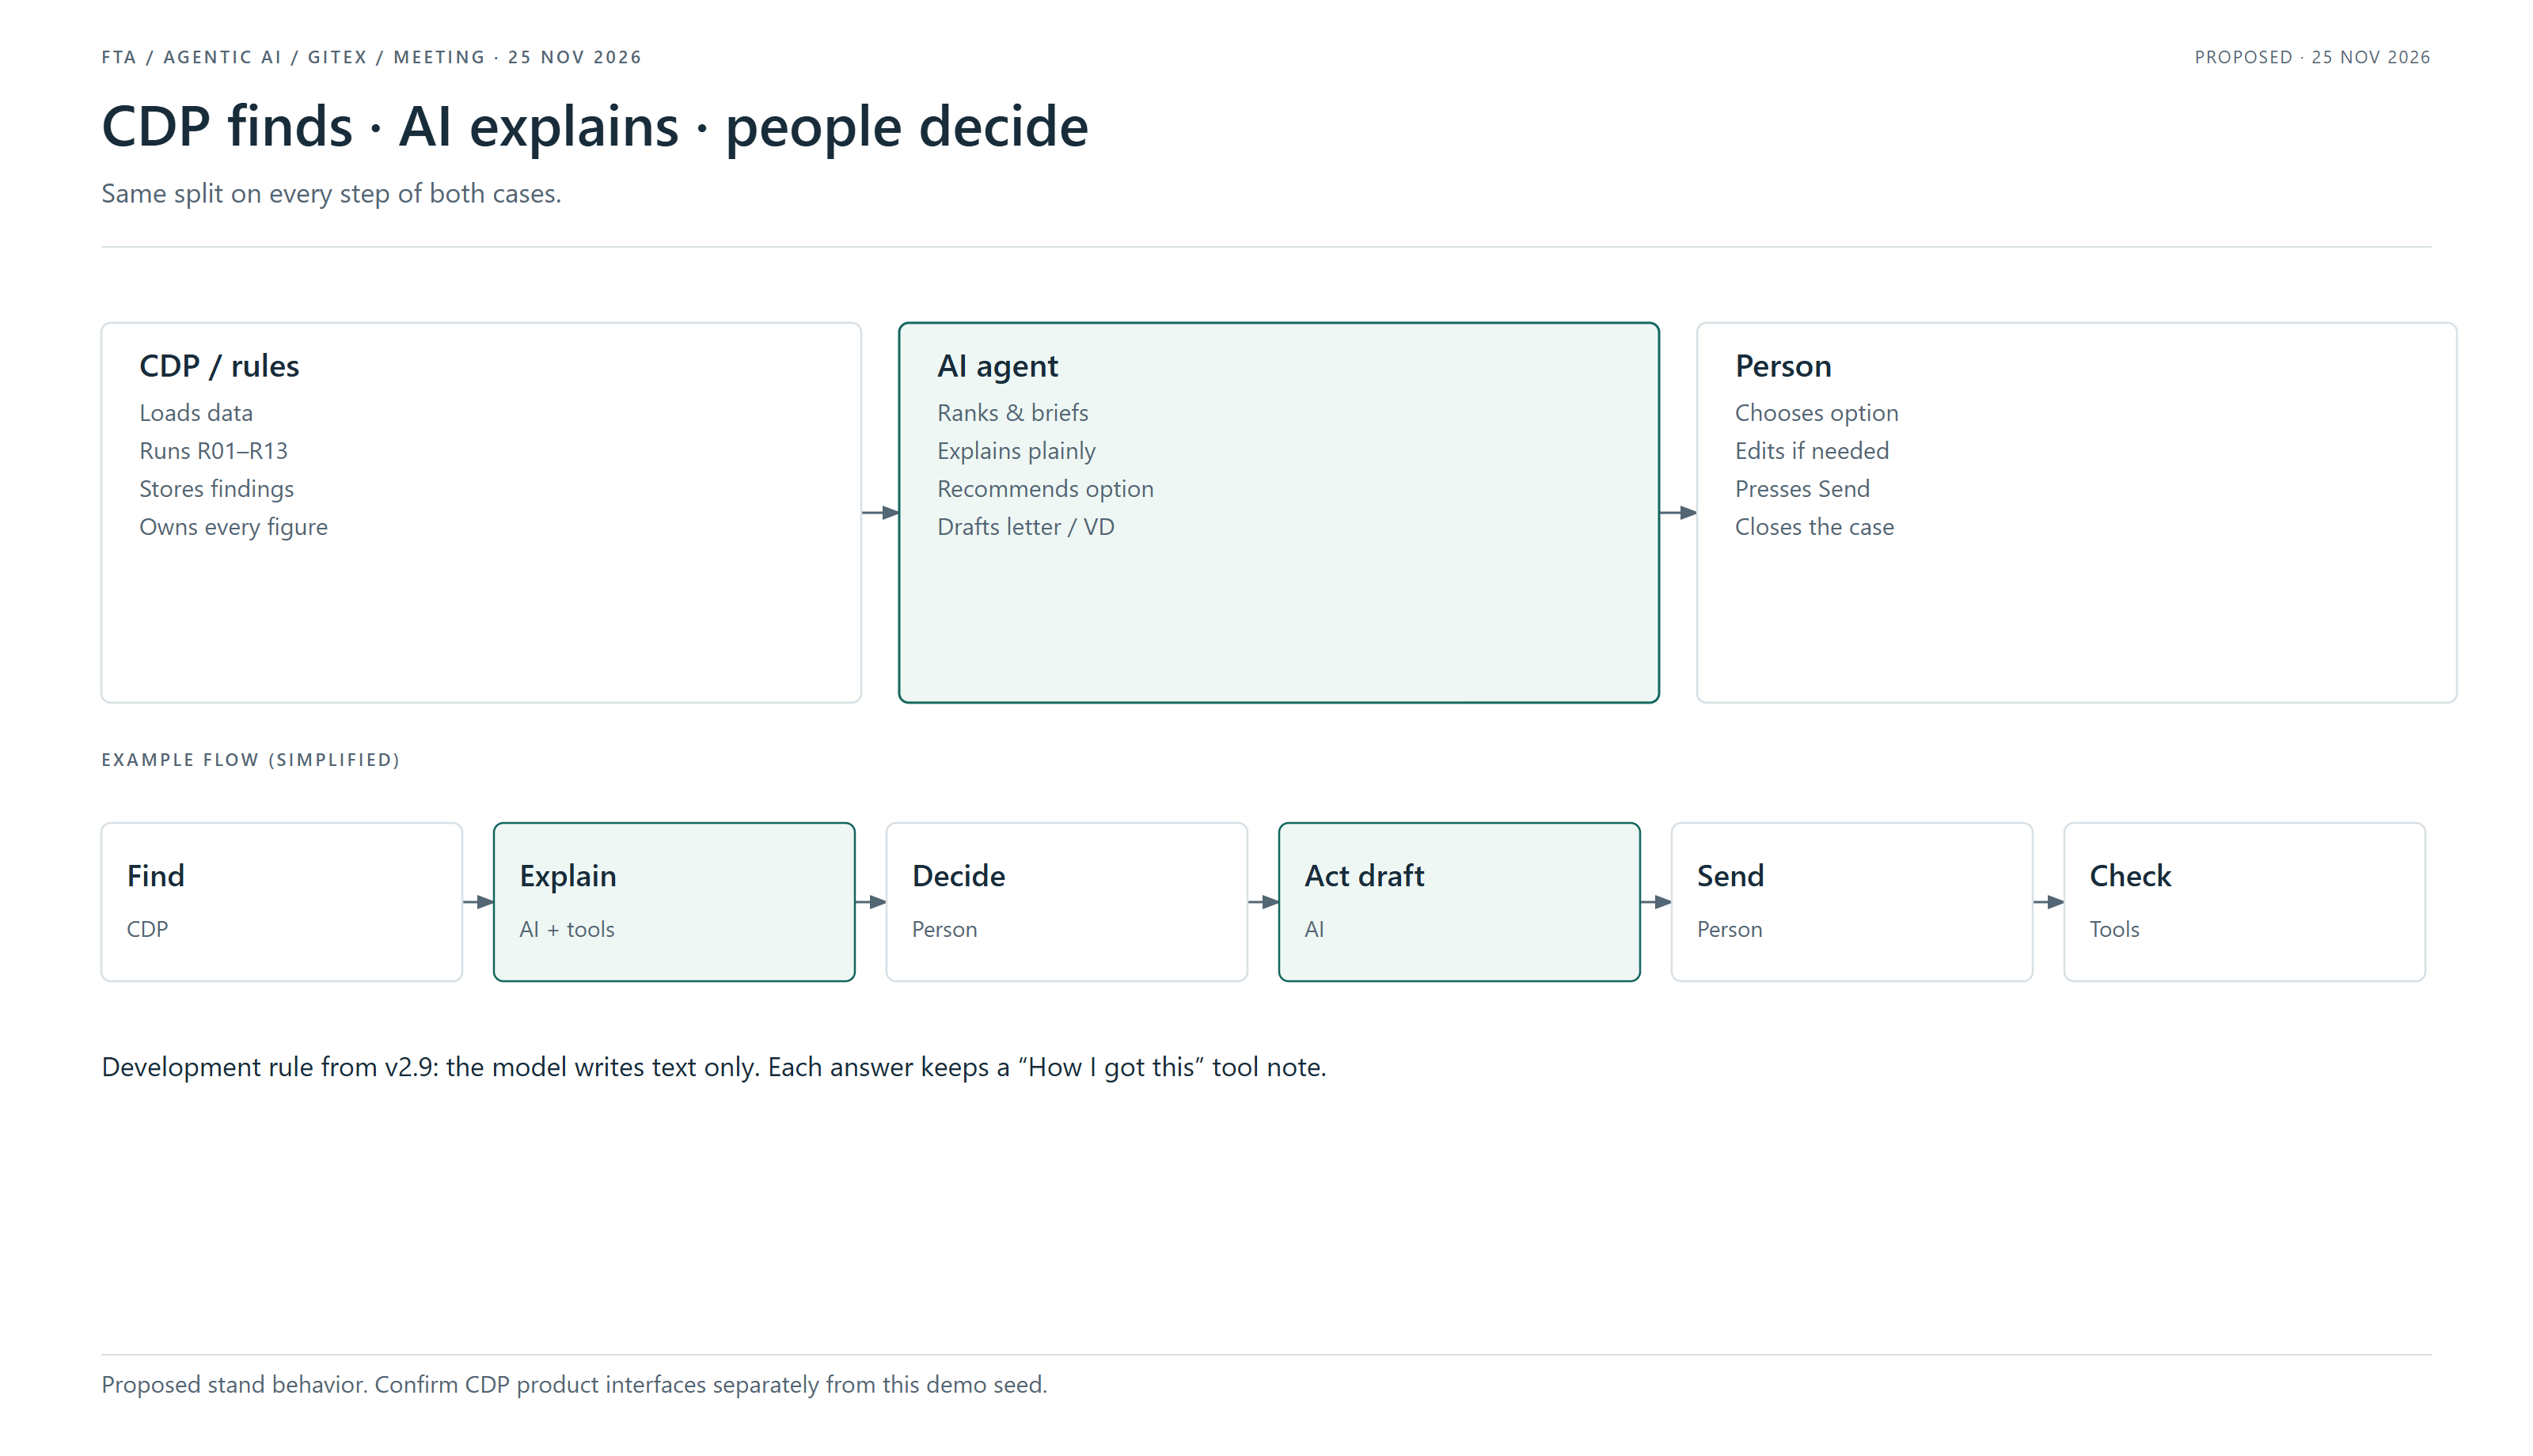 FTA / AGENTIC AI / GITEX / MEETING · 25 NOV 2026
PROPOSED · 25 NOV 2026
CDP finds · AI explains · people decide
Same split on every step of both cases.
CDP / rules
Loads data
Runs R01–R13
Stores findings
Owns every figure
AI agent
Ranks & briefs
Explains plainly
Recommends option
Drafts letter / VD
Person
Chooses option
Edits if needed
Presses Send
Closes the case
EXAMPLE FLOW (SIMPLIFIED)
Find
CDP
Explain
AI + tools
Decide
Person
Act draft
AI
Send
Person
Check
Tools
Development rule from v2.9: the model writes text only. Each answer keeps a “How I got this” tool note.
Proposed stand behavior. Confirm CDP product interfaces separately from this demo seed.